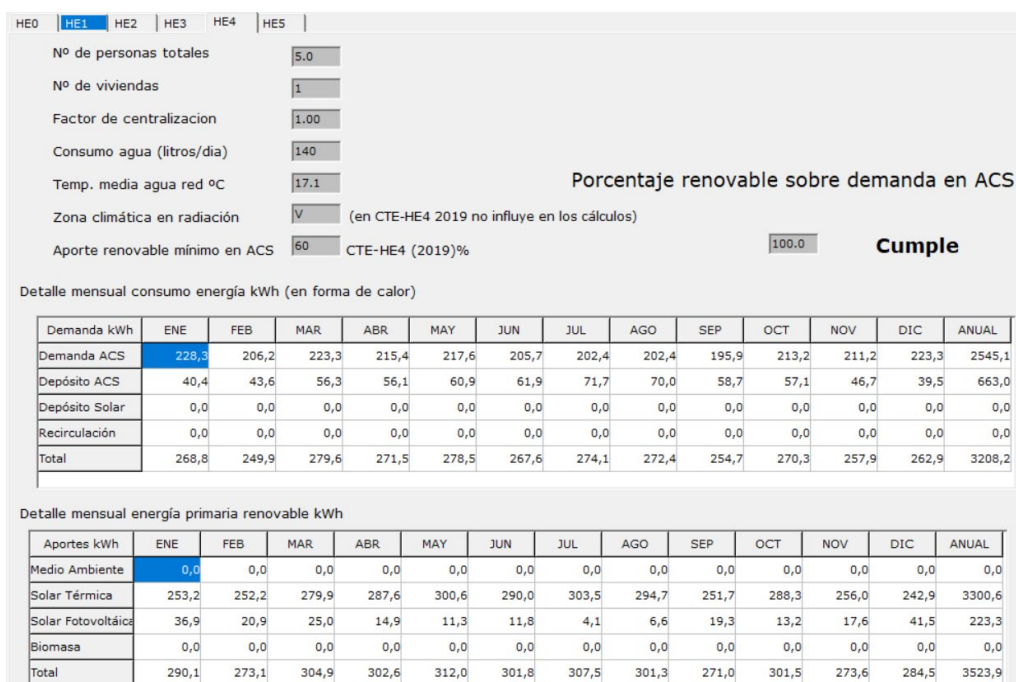 HE0 HE1 HE2 HE3 HE4 HE5
Nº de personas totales 5.0
Nº de viviendas 1
Factor de centralizacion 1.00
Consumo agua (litros/dia) 140
Temp. media agua red ºC 17.1 Porcentaje renovable sobre demanda en ACS
Zona climática en radiación V (en CTE-HE4 2019 no influye en los cálculos)
Aporte renovable mínimo en ACS 60 CTE-HE4 (2019)% 100.0 Cumple
Detalle mensual consumo energía kWh (en forma de calor)
Demanda kWh ENE FEB MAR ABR MAY JUN JUL AGO SEP OCT NOV DIC ANUAL
Demanda ACS 228,3 206,2 223,3 215,4 217,6 205,7 202,4 202,4 195,9 213,2 211,2 223,3 2545,1
Depósito ACS 40,4 43,6 56,3 56,1 60,9 61,9 71,7 70,0 58,7 57,1 46,7 39,5 663,0
Depósito Solar 0,0 0,0 0,0 0,0 0,0 0,0 0,0 0,0 0,0 0,0 0,0 0,0 0,0
Recirculación 0,0 0,0 0,0 0,0 0,0 0,0 0,0 0,0 0,0 0,0 0,0 0,0 0,0
Total 268,8 249,9 279,6 271,5 278,5 267,6 274,1 272,4 254,7 270,3 257,9 262,9 3208,2
Detalle mensual energía primaria renovable kWh
Aportes kWh ENE FEB MAR ABR MAY JUN JUL AGO SEP OCT NOV DIC ANUAL
Medio Ambiente 0,0 0,0 0,0 0,0 0,0 0,0 0,0 0,0 0,0 0,0 0,0 0,0 0,0
Solar Térmica 253,2 252,2 279,9 287,6 300,6 290,0 303,5 294,7 251,7 288,3 256,0 242,9 3300,6
Solar Fotovoltáica 36,9 20,9 25,0 14,9 11,3 11,8 4,1 6,6 19,3 13,2 17,6 41,5 223,3
Biomasa 0,0 0,0 0,0 0,0 0,0 0,0 0,0 0,0 0,0 0,0 0,0 0,0 0,0
Total 290,1 273,1 304,9 302,6 312,0 301,8 307,5 301,3 271,0 301,5 273,6 284,5 3523,9